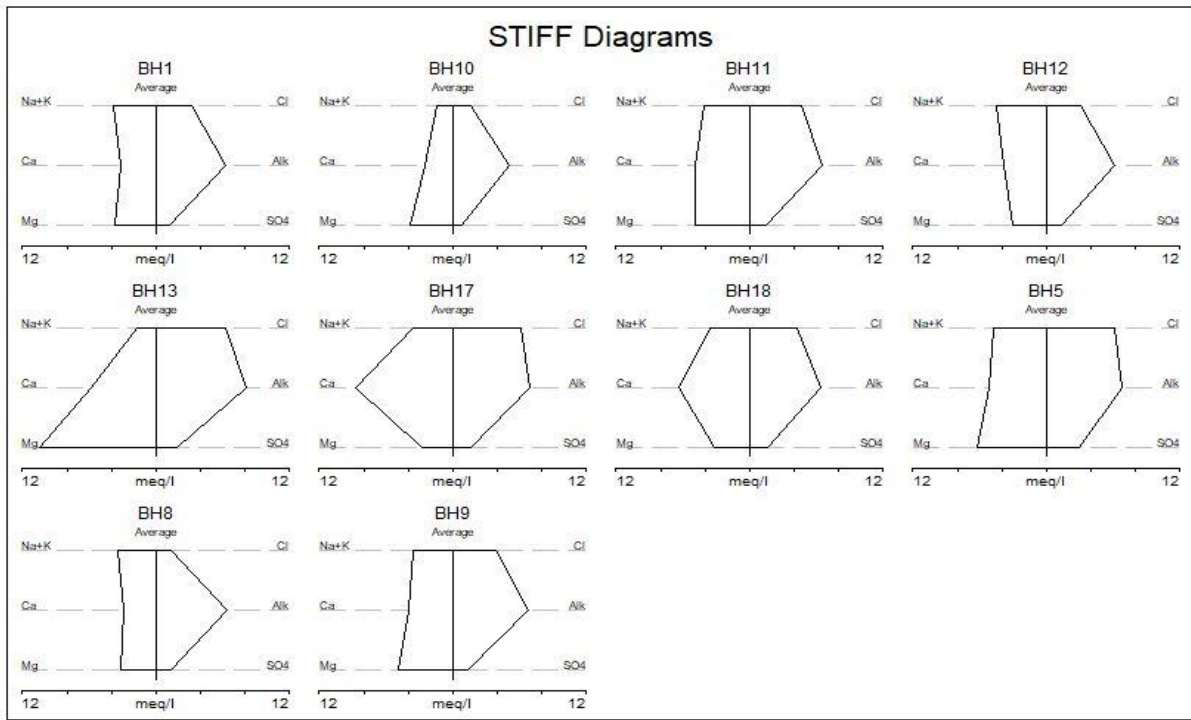 STIFF Diagrams
BH1
Average
Na+K Cl
Ca Alk
Mg SO4
12 meq/l 12
BH10
Average
Na+K Cl
Ca Alk
Mg SO4
12 meq/l 12
BH11
Average
Na+K Cl
Ca Alk
Mg SO4
12 meq/l 12
BH12
Average
Na+K Cl
Ca Alk
Mg SO4
12 meq/l 12
BH13
Average
Na+K Cl
Ca Alk
Mg SO4
12 meq/l 12
BH17
Average
Na+K Cl
Ca Alk
Mg SO4
12 meq/l 12
BH18
Average
Na+K Cl
Ca Alk
Mg SO4
12 meq/l 12
BH5
Average
Na+K Cl
Ca Alk
Mg SO4
12 meq/l 12
BH8
Average
Na+K Cl
Ca Alk
Mg SO4
12 meq/l 12
BH9
Average
Na+K Cl
Ca Alk
Mg SO4
12 meq/l 12